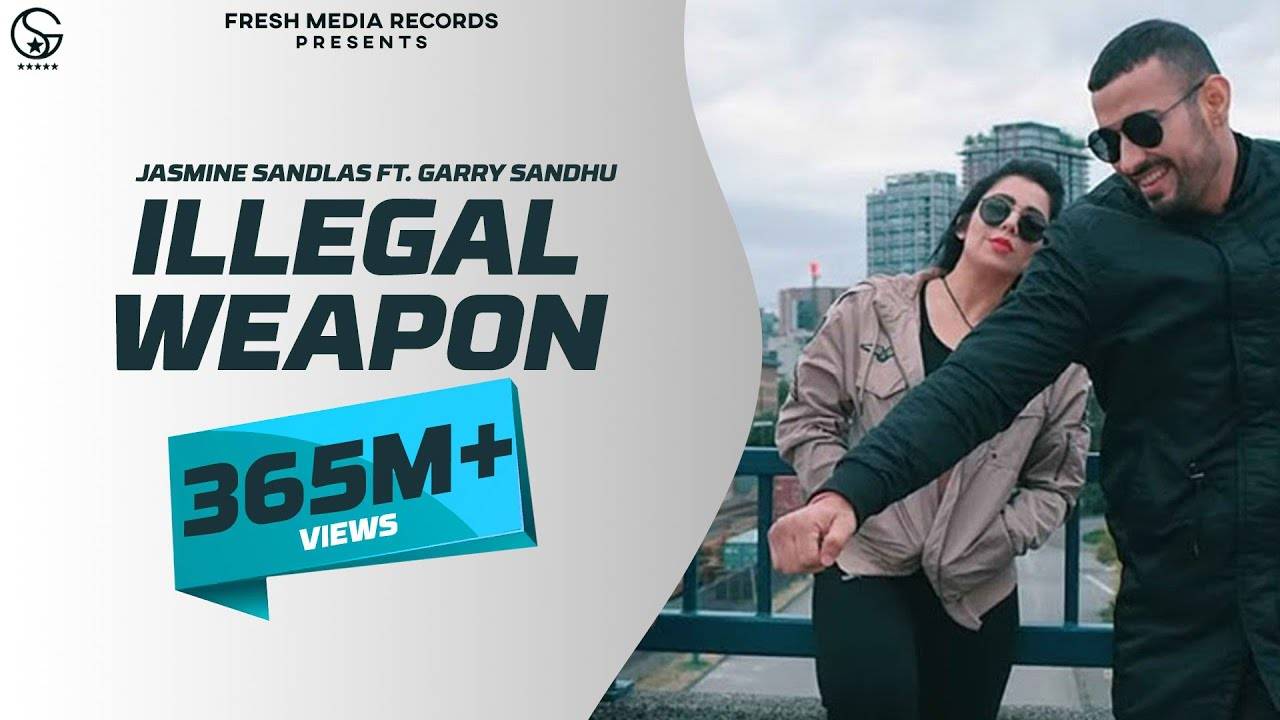 FRESH MEDIA RECORDS
PRESENTS
JASMINE SANDLAS FT. GARRY SANDHU
ILLEGAL
WEAPON
365M+
VIEWS